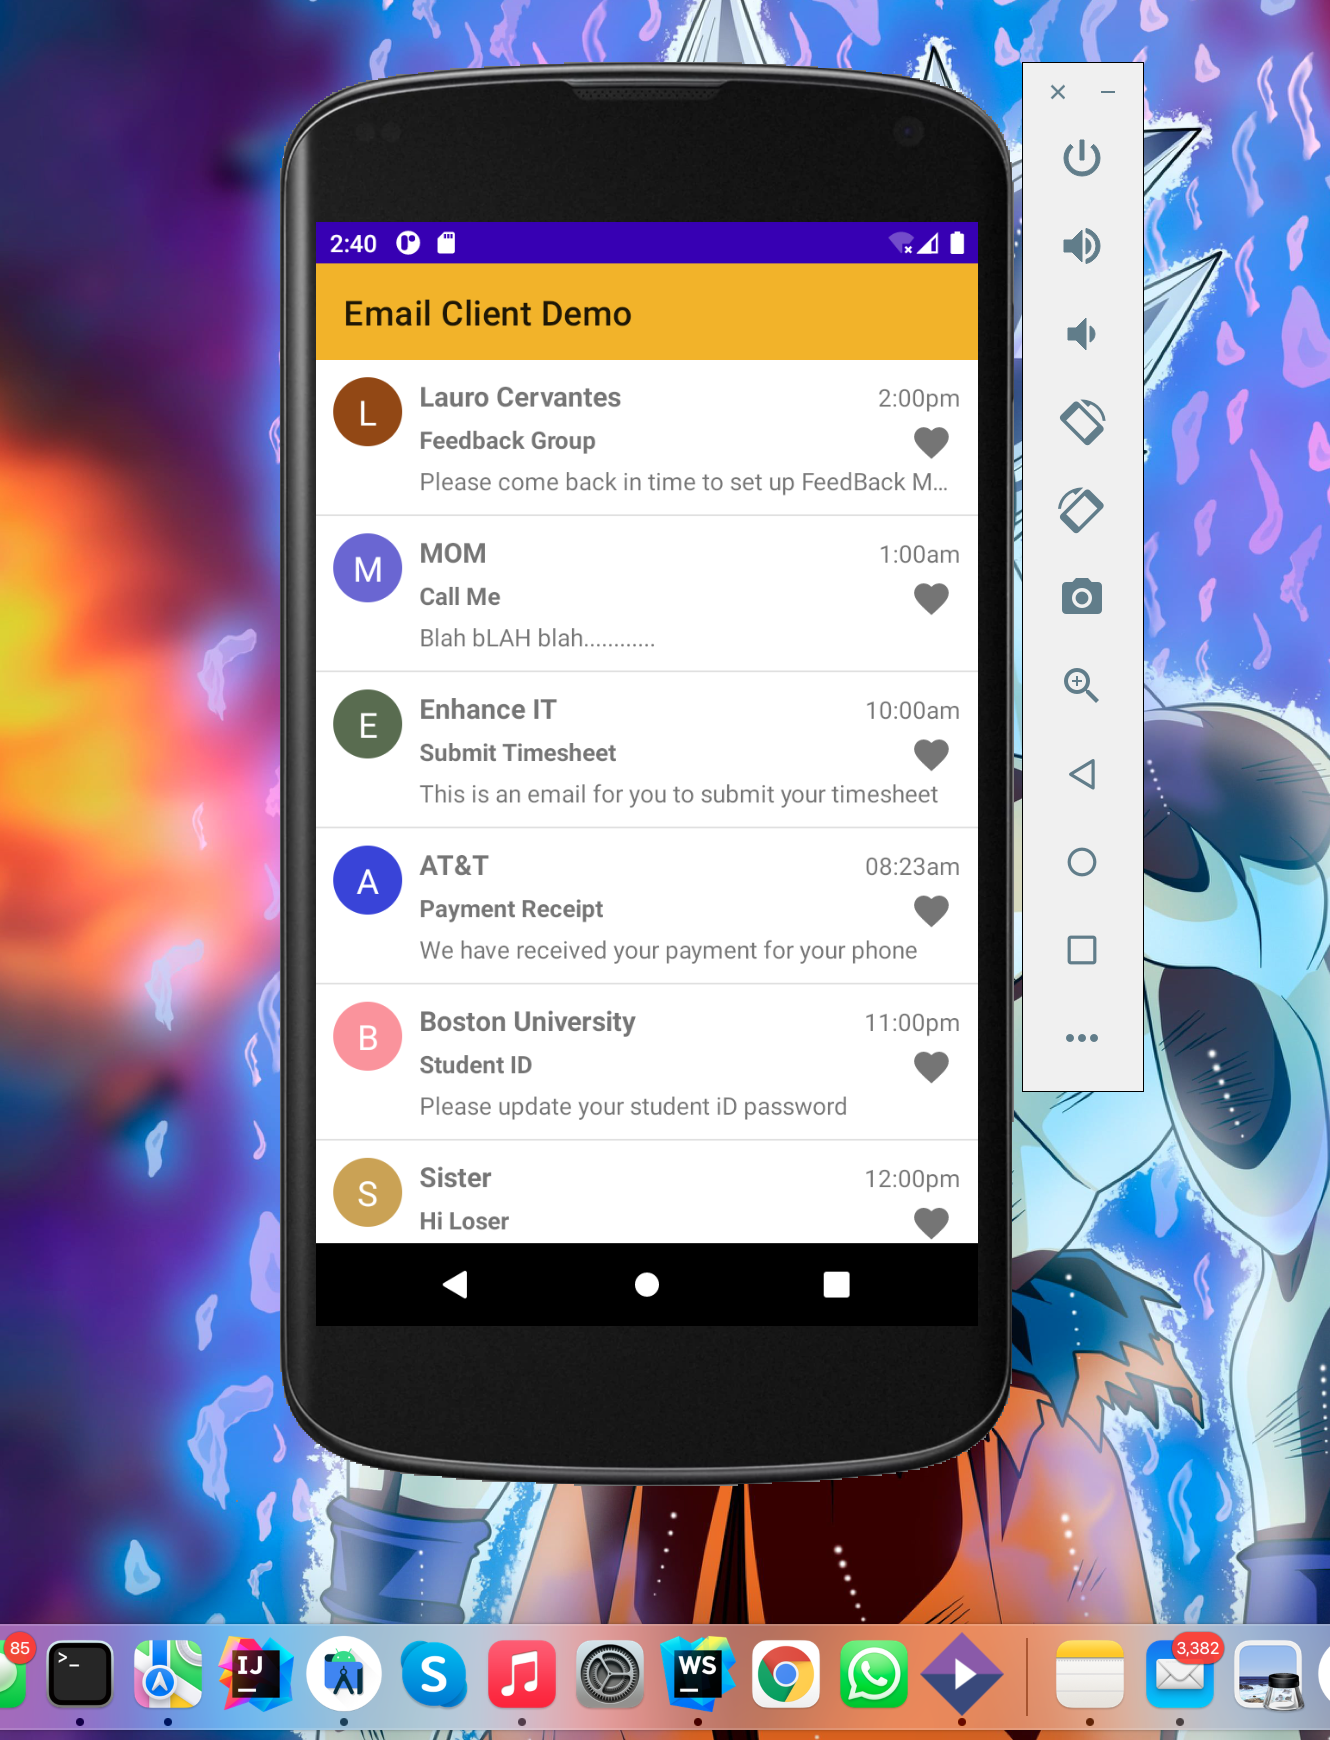 2:40
Email Client Demo
L
Lauro Cervantes
2:00pm
Feedback Group
Please come back in time to set up FeedBack M...
M
MOM
1:00am
Call Me
Blah bLAH blah............
E
Enhance IT
10:00am
Submit Timesheet
This is an email for you to submit your timesheet
A
AT&T
08:23am
Payment Receipt
We have received your payment for your phone
B
Boston University
11:00pm
Student ID
Please update your student iD password
S
Sister
12:00pm
Hi Loser
85
>_
IJ
S
WS
3,382